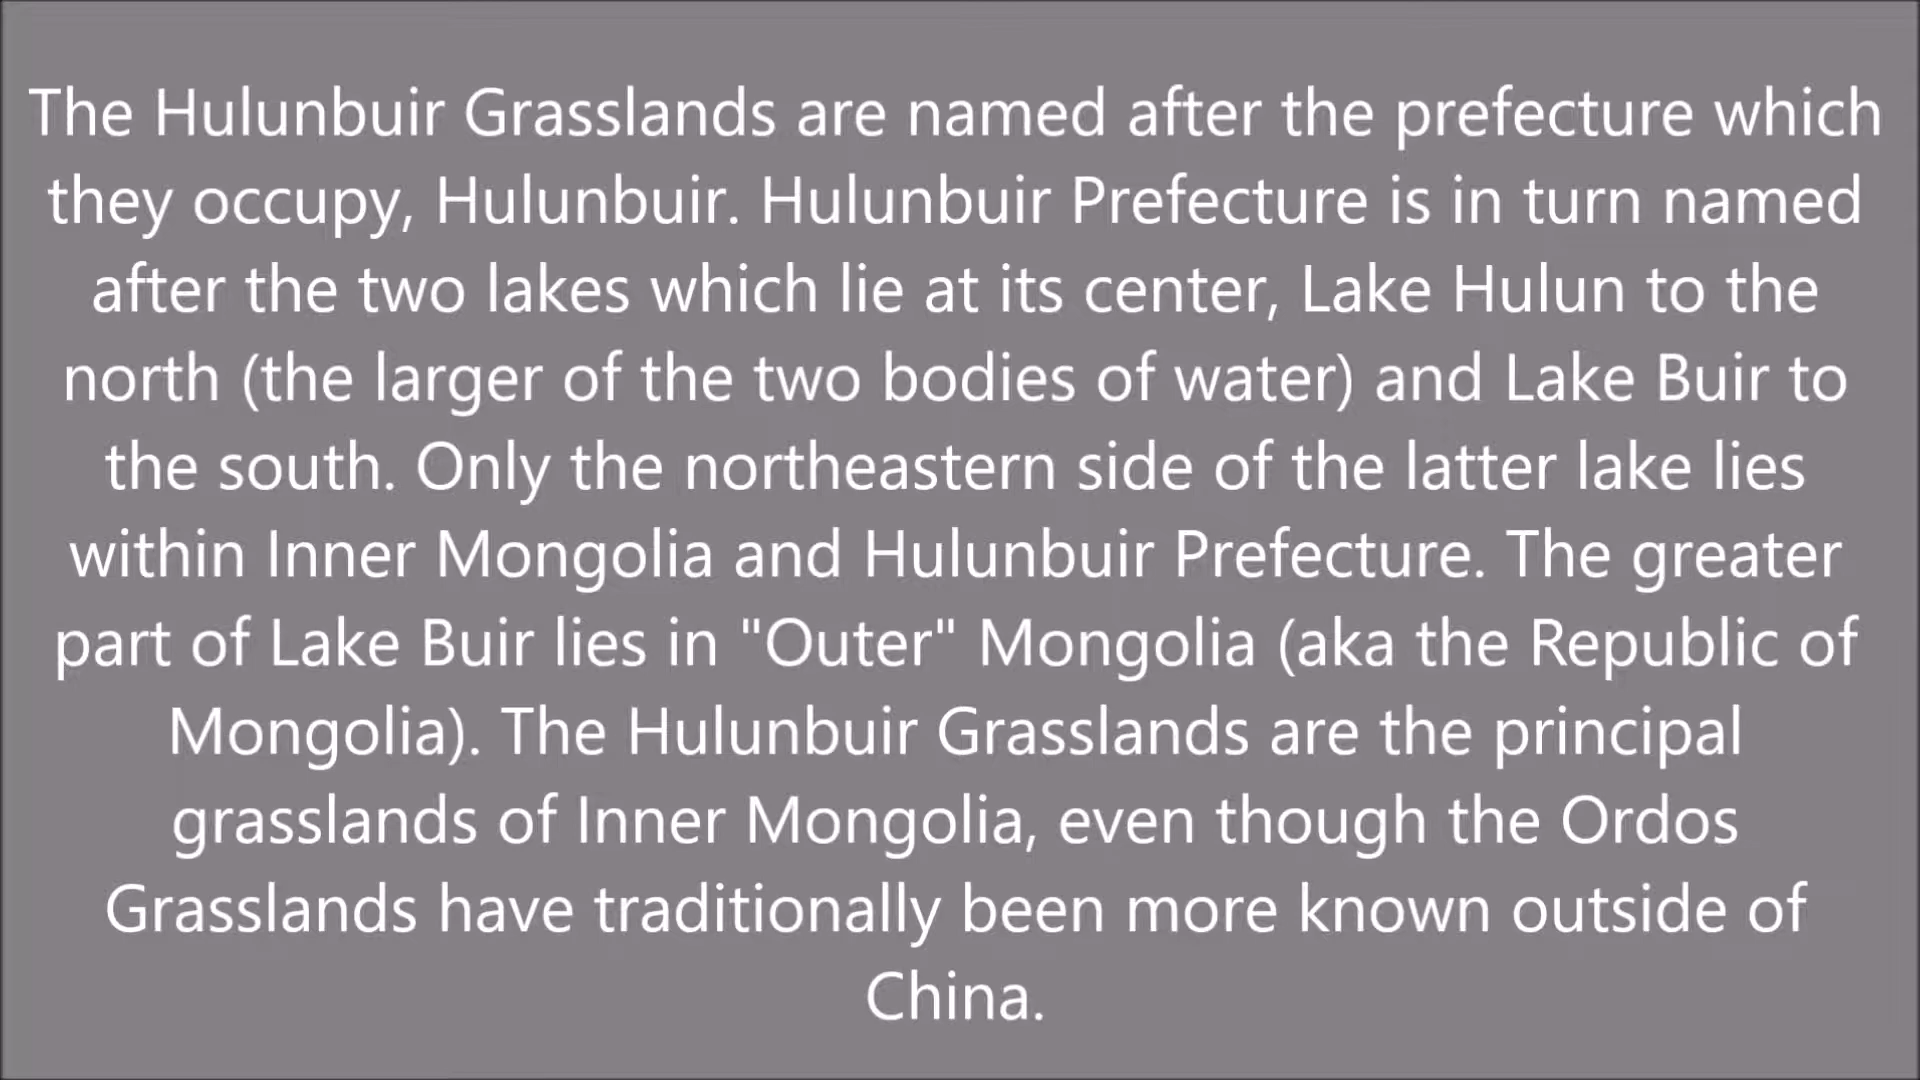 The Hulunbuir Grasslands are named after the prefecture which
they occupy, Hulunbuir. Hulunbuir Prefecture is in turn named
after the two lakes which lie at its center, Lake Hulun to the
north (the larger of the two bodies of water) and Lake Buir to
the south. Only the northeastern side of the latter lake lies
within Inner Mongolia and Hulunbuir Prefecture. The greater
part of Lake Buir lies in "Outer" Mongolia (aka the Republic of
Mongolia). The Hulunbuir Grasslands are the principal
grasslands of Inner Mongolia, even though the Ordos
Grasslands have traditionally been more known outside of
China.